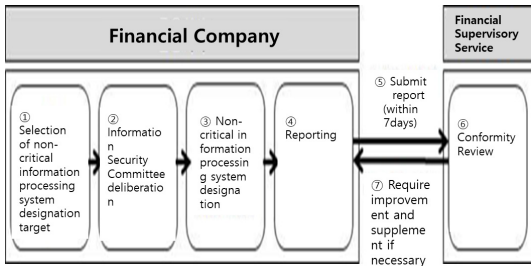 Financial Company
Financial
Supervisory
Service
①
Selection
of non-
critical
information
processing
system
designation
target
②
Informatio
n
Security
Committee
deliberatio
n
③ Non-
critical in
formation
processin
g system
designa
tion
④
Reporting
⑤ Submit
report
(within
7days)
⑥
Conformity
Review
⑦ Require
improvem
ent and
suppleme
nt if
necessary